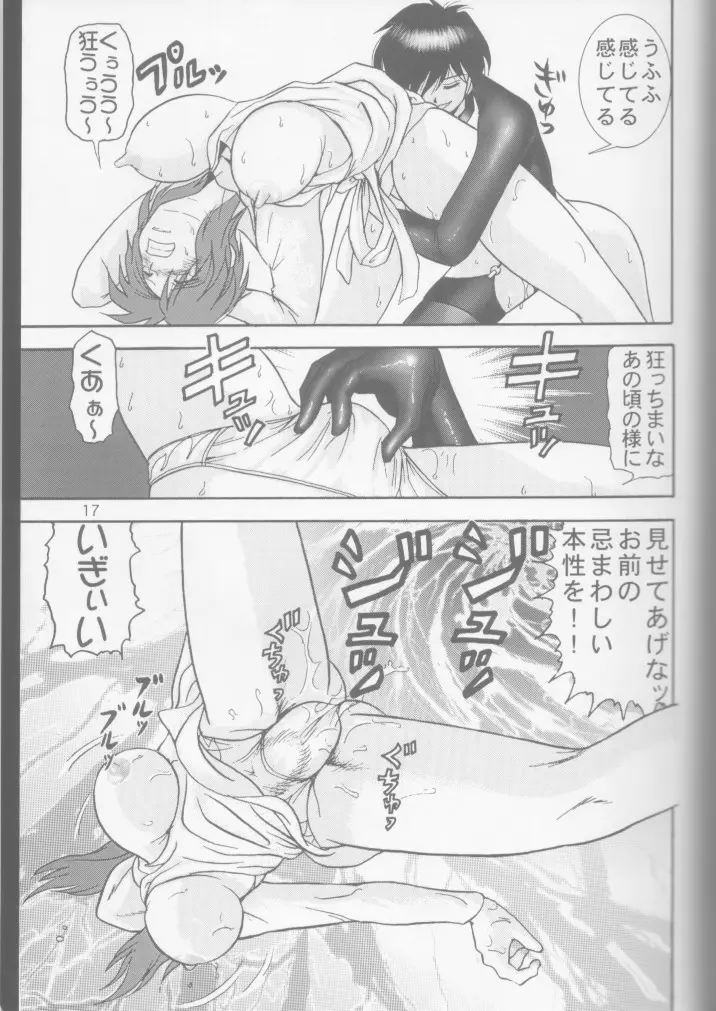 うふふ
感じてる
感じてる
ぎゅっ
プルッ
くぅうう～
狂うぅう～
狂っちまいな
あの頃の様に
キュッ
キュッ
くあぁ～
17
見せてあげなッ
お前の
忌まわしい
本性を!!
ジュブ
ジュブ
ぐちゃっ
ぐちゃっ
いぎぃい
ブルッ
ブルッ